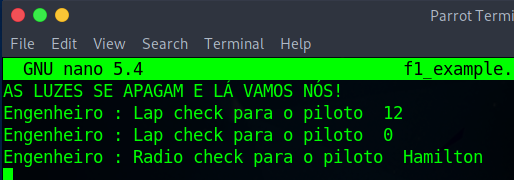 Parrot Termi
File Edit View Search Terminal Help
GNU nano 5.4 f1_example.
AS LUZES SE APAGAM E LÁ VAMOS NÓS!
Engenheiro : Lap check para o piloto 12
Engenheiro : Lap check para o piloto 0
Engenheiro : Radio check para o piloto Hamilton